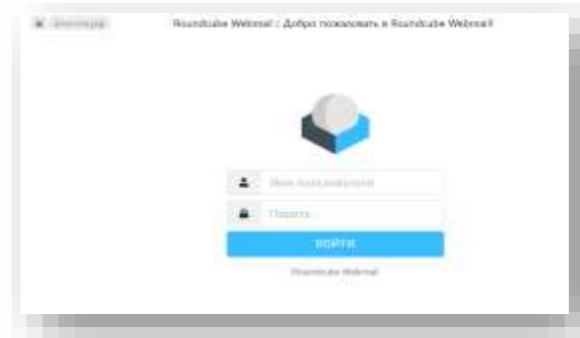 Roundcube Webmail :: Добро пожаловать в Roundcube Webmail!
Имя пользователя
Пароль
ВОЙТИ
Roundcube Webmail